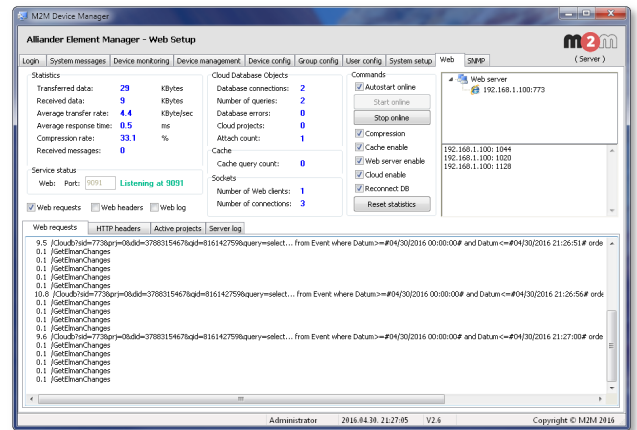 M2M Device Manager
Alliander Element Manager - Web Setup
m2m
( Server )
Login System messages Device monitoring Device management Device config Group config User config System setup Web SNMP
Statistics
Transferred data: 29 KBytes
Received data: 9 KBytes
Average transfer rate: 4.4 KByte/sec
Average response time: 0.5 ms
Compression rate: 33.1 %
Received messages: 0
Service status
Web: Port: 9091 Listening at 9091
Web requests Web headers Web log
Cloud Database Objects
Database connections: 2
Number of queries: 2
Database errors: 0
Cloud projects: 0
Attach count: 1
Cache
Cache query count: 0
Sockets
Number of Web clients: 1
Number of connections: 3
Commands
Autostart online
Start online
Stop online
Compression
Cache enable
Web server enable
Cloud enable
Reconnect DB
Reset statistics
Web server
192.168.1.100:773
192.168.1.100: 1044
192.168.1.100: 1020
192.168.1.100: 1128
Web requests HTTP headers Active projects Server log
9.5 /Cloudb?sid=773&prj=0&did=3788315467&qid=816142759&query=select... from Event where Datum>=#04/30/2016 00:00:00# and Datum<=#04/30/2016 21:26:51# orde
0.1 /GetElmanChanges
0.1 /GetElmanChanges
0.1 /GetElmanChanges
0.1 /GetElmanChanges
10.8 /Cloudb?sid=773&prj=0&did=3788315467&qid=816142759&query=select... from Event where Datum>=#04/30/2016 00:00:00# and Datum<=#04/30/2016 21:26:56# orde
0.1 /GetElmanChanges
0.1 /GetElmanChanges
0.1 /GetElmanChanges
0.1 /GetElmanChanges
9.6 /Cloudb?sid=773&prj=0&did=3788315467&qid=816142759&query=select... from Event where Datum>=#04/30/2016 00:00:00# and Datum<=#04/30/2016 21:27:00# orde
0.1 /GetElmanChanges
0.1 /GetElmanChanges
0.1 /GetElmanChanges
0.1 /GetElmanChanges
0.1 /GetElmanChanges
Administrator 2016.04.30. 21:27:05 V2.6 Copyright © M2M 2016